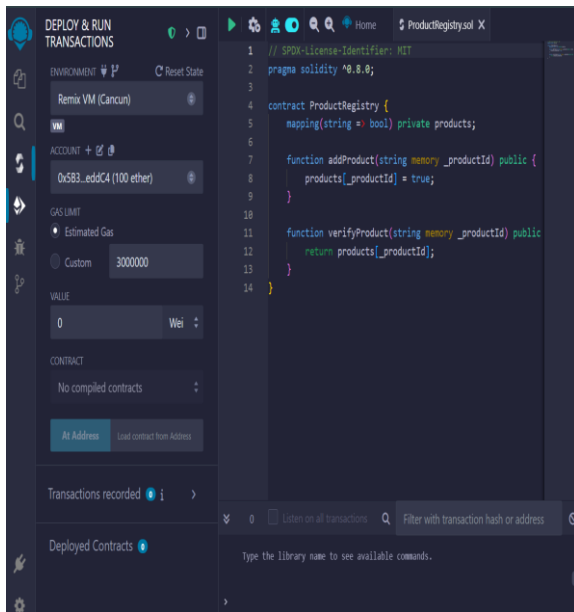 DEPLOY & RUN
TRANSACTIONS
ENVIRONMENT
Reset State
Remix VM (Cancun)
VM
ACCOUNT
0x5B3...eddC4 (100 ether)
GAS LIMIT
Estimated Gas
Custom 3000000
VALUE
0 Wei
CONTRACT
No compiled contracts
At Address Load contract from Address
Transactions recorded 0 i >
Deployed Contracts 0
Home ProductRegistry.sol X
1 // SPDX-License-Identifier: MIT
2 pragma solidity ^0.8.0;
3
4 contract ProductRegistry {
5 mapping(string => bool) private products;
6
7 function addProduct(string memory _productId) public {
8 products[_productId] = true;
9 }
10
11 function verifyProduct(string memory _productId) public
12 return products[_productId];
13 }
14 }
0 Listen on all transactions Filter with transaction hash or address
Type the library name to see available commands.
>